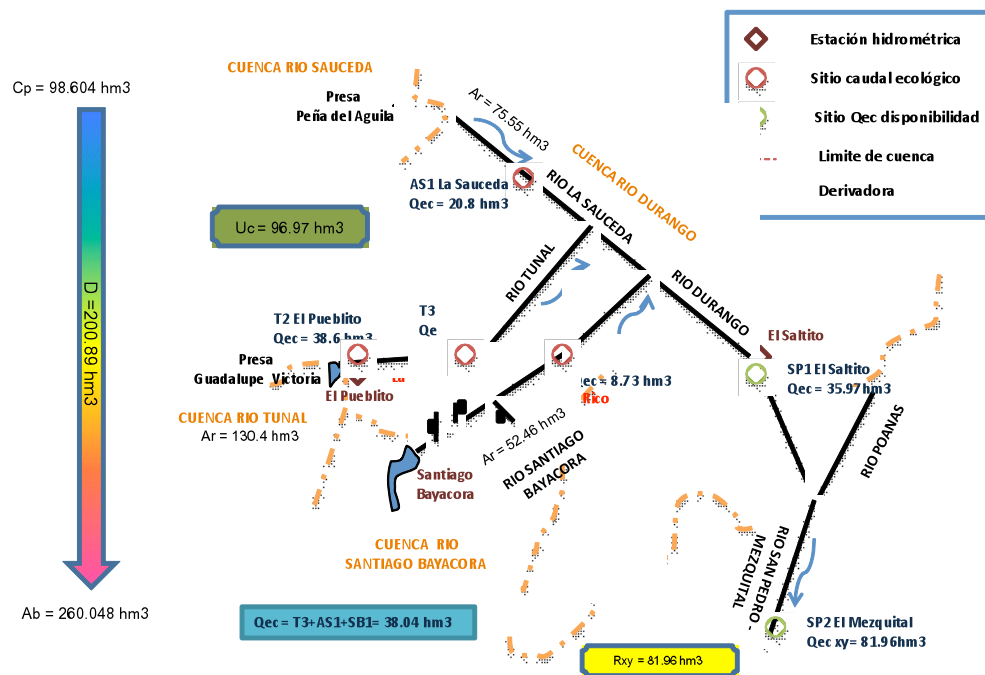 Estación hidrométrica
Sitio caudal ecológico
Sitio Qec disponibilidad
Limite de cuenca
Derivadora
Cp = 98.604 hm3
D =200.89 hm3
Ab = 260.048 hm3
CUENCA RIO SAUCEDA
Presa
Peña del Aguila
Ar = 75.55 hm3
CUENCA RIO DURANGO
AS1 La Sauceda
Qec = 20.8 hm3
RIO LA SAUCEDA
Uc = 96.97 hm3
RIO TUNAL
RIO DURANGO
T2 El Pueblito
Qec = 38.6 hm3
T3
Qe
Presa
Guadalupe Victoria
El Pueblito
CUENCA RIO TUNAL
Ar = 130.4 hm3
ec = 8.73 hm3
Rico
El Saltito
SP1 El Saltito
Qec = 35.97hm3
RIO POANAS
Ar = 52.46 hm3
RIO SANTIAGO
BAYACORA
Santiago
Bayacora
CUENCA RIO
SANTIAGO BAYACORA
RIO SAN PEDRO -
MEZQUITAL
Qec = T3+AS1+SB1= 38.04 hm3
SP2 El Mezquital
Qec xy= 81.96hm3
Rxy = 81.96 hm3